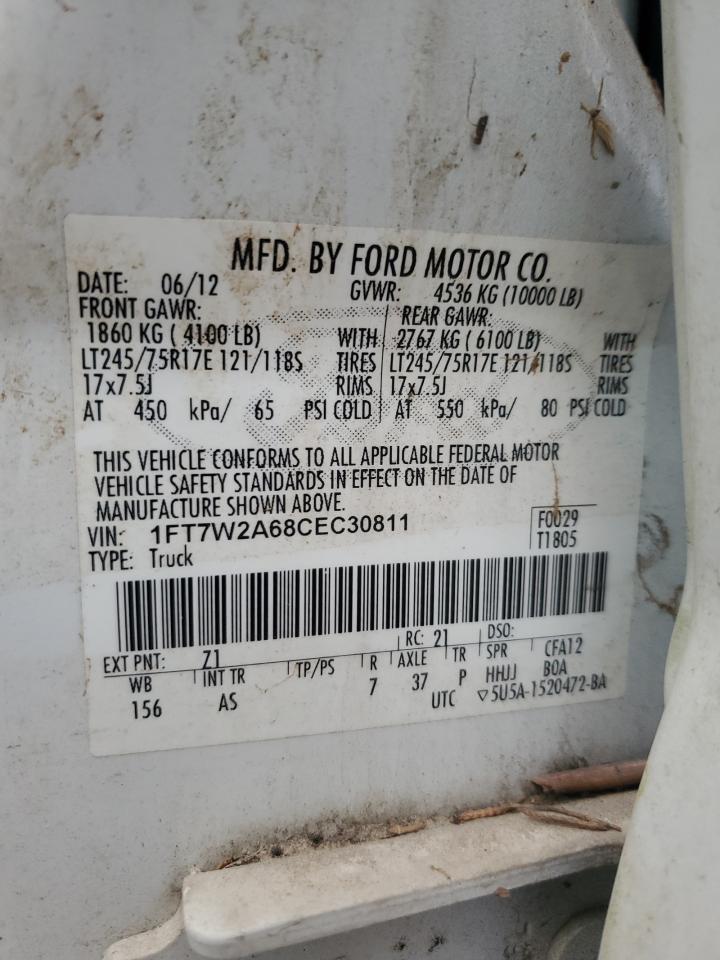 MFD. BY FORD MOTOR CO.
DATE: 06/12 GVWR: 4536 KG (10000 LB)
FRONT GAWR: REAR GAWR:
1860 KG ( 4100 LB) WITH 2767 KG ( 6100 LB) WITH
LT245/75R17E 121/118S TIRES LT245/75R17E 121/118S TIRES
17x7.5J RIMS 17x7.5J RIMS
AT 450 kPa/ 65 PSI COLD AT 550 kPa/ 80 PSI COLD
THIS VEHICLE CONFORMS TO ALL APPLICABLE FEDERAL MOTOR
VEHICLE SAFETY STANDARDS IN EFFECT ON THE DATE OF
MANUFACTURE SHOWN ABOVE.
VIN: 1FT7W2A68CEC30811 F0029
TYPE: Truck T1805
EXT PNT: Z1 RC: 21 DSO:
WB INT TR TP/PS R AXLE TR SPR CFA12
156 AS 7 37 P HHJJ BOA
UTC ▽5U5A-1520472-BA